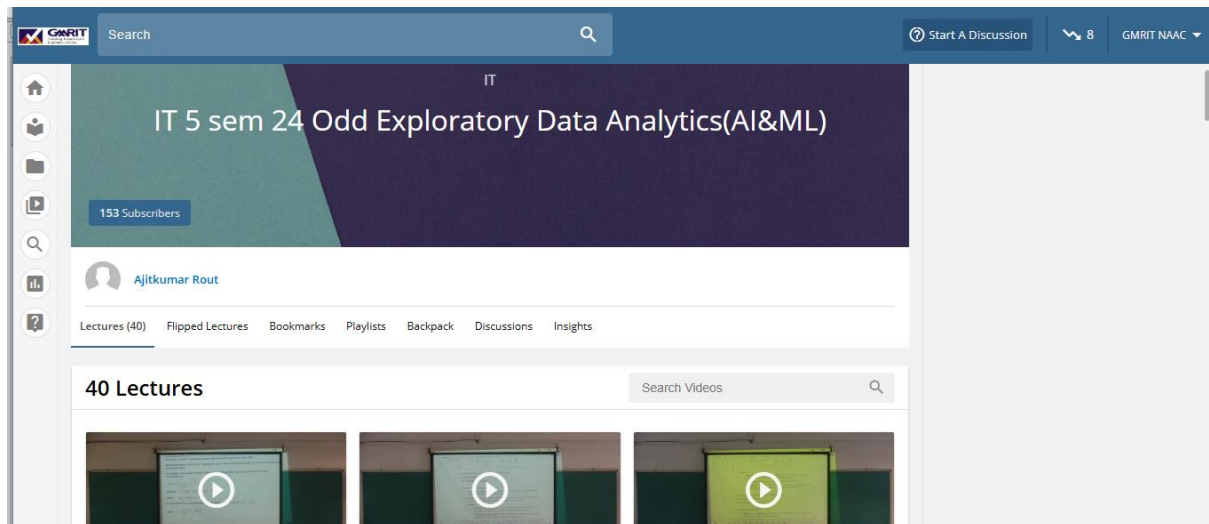 GMRIT
Search
Start A Discussion
8
GMRIT NAAC
IT
IT 5 sem 24 Odd Exploratory Data Analytics(AI&ML)
153 Subscribers
Ajitkumar Rout
Lectures (40) Flipped Lectures Bookmarks Playlists Backpack Discussions Insights
40 Lectures
Search Videos